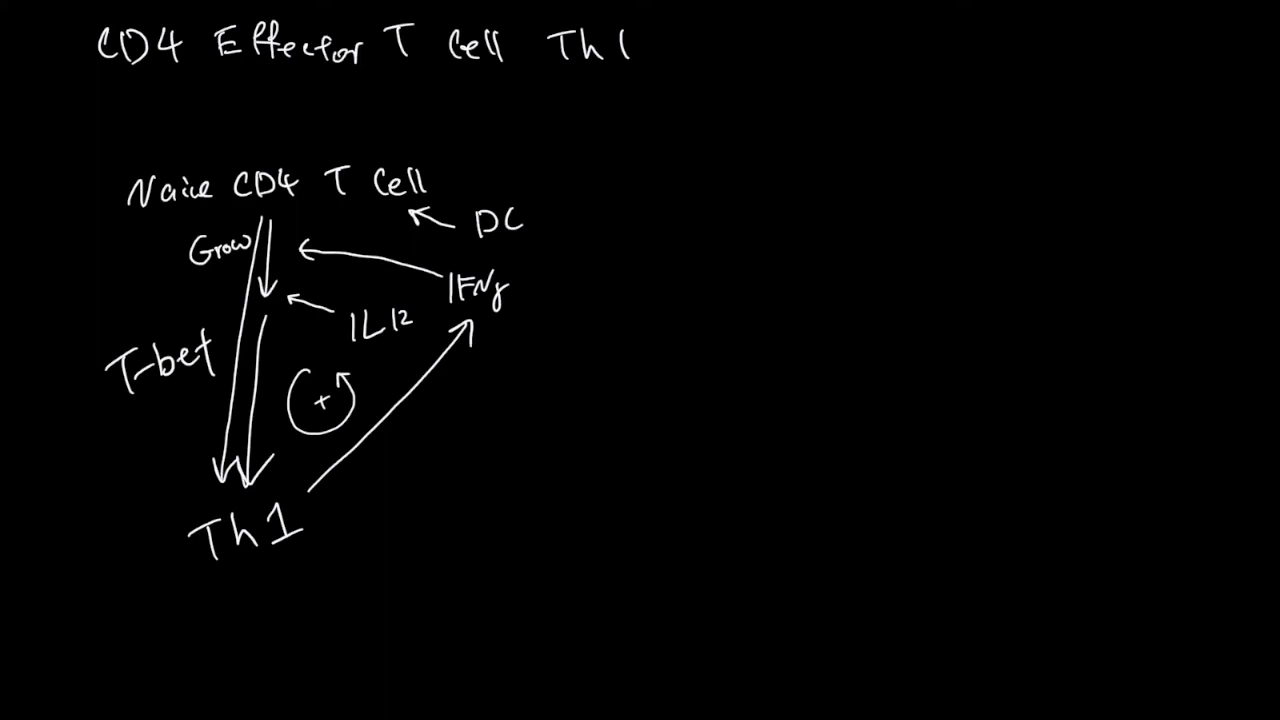 CD4 Effector T Cell Th1
Naive CD4 T Cell
DC
Grow
IFNγ
IL12
T-bet
+
Th1